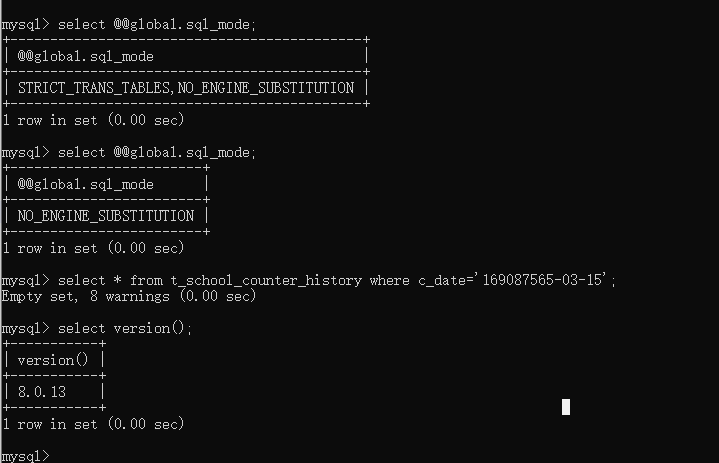 mysql> select @@global.sql_mode;
+--------------------------------------------+
| @@global.sql_mode                          |
+--------------------------------------------+
| STRICT_TRANS_TABLES,NO_ENGINE_SUBSTITUTION |
+--------------------------------------------+
1 row in set (0.00 sec)
mysql> select @@global.sql_mode;
+------------------------+
| @@global.sql_mode      |
+------------------------+
| NO_ENGINE_SUBSTITUTION |
+------------------------+
1 row in set (0.00 sec)
mysql> select * from t_school_counter_history where c_date='169087565-03-15';
Empty set, 8 warnings (0.00 sec)
mysql> select version();
+-----------+
| version() |
+-----------+
| 8.0.13    |
+-----------+
1 row in set (0.00 sec)
mysql>